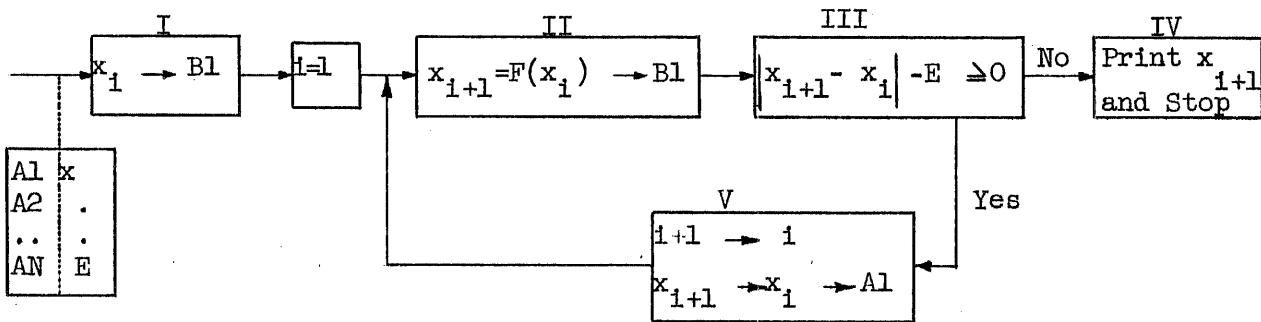 I
x_i → B1
i=1
II
x_{i+1} =F(x_i) → B1
III
|x_{i+1} - x_i| -E ≥0
No
IV
Print x_{i+1}
and Stop
Yes
A1 x
A2 .
.. .
AN E
V
i+1 → i
x_{i+1} → x_i → A1